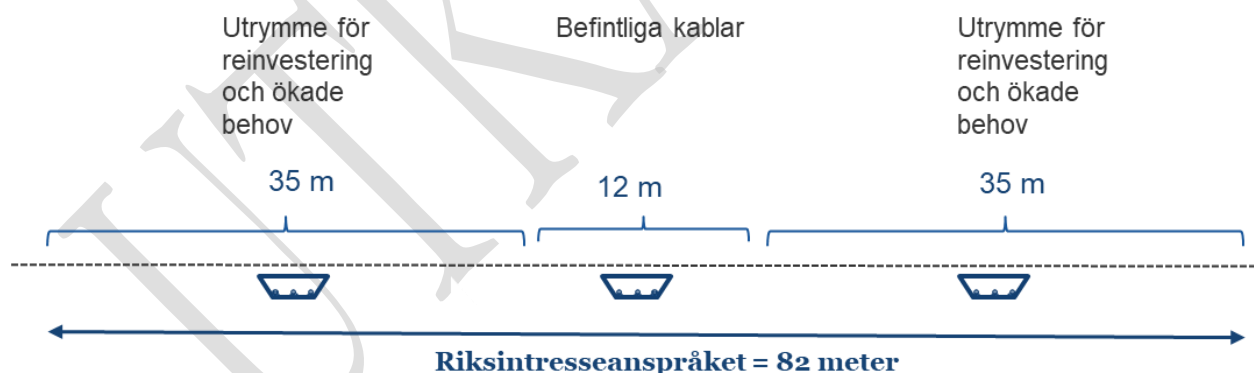 Utrymme för
reinvestering
och ökade
behov
Befintliga kablar
Utrymme för
reinvestering
och ökade
behov
35 m
12 m
35 m
Riksintresseanspråket = 82 meter